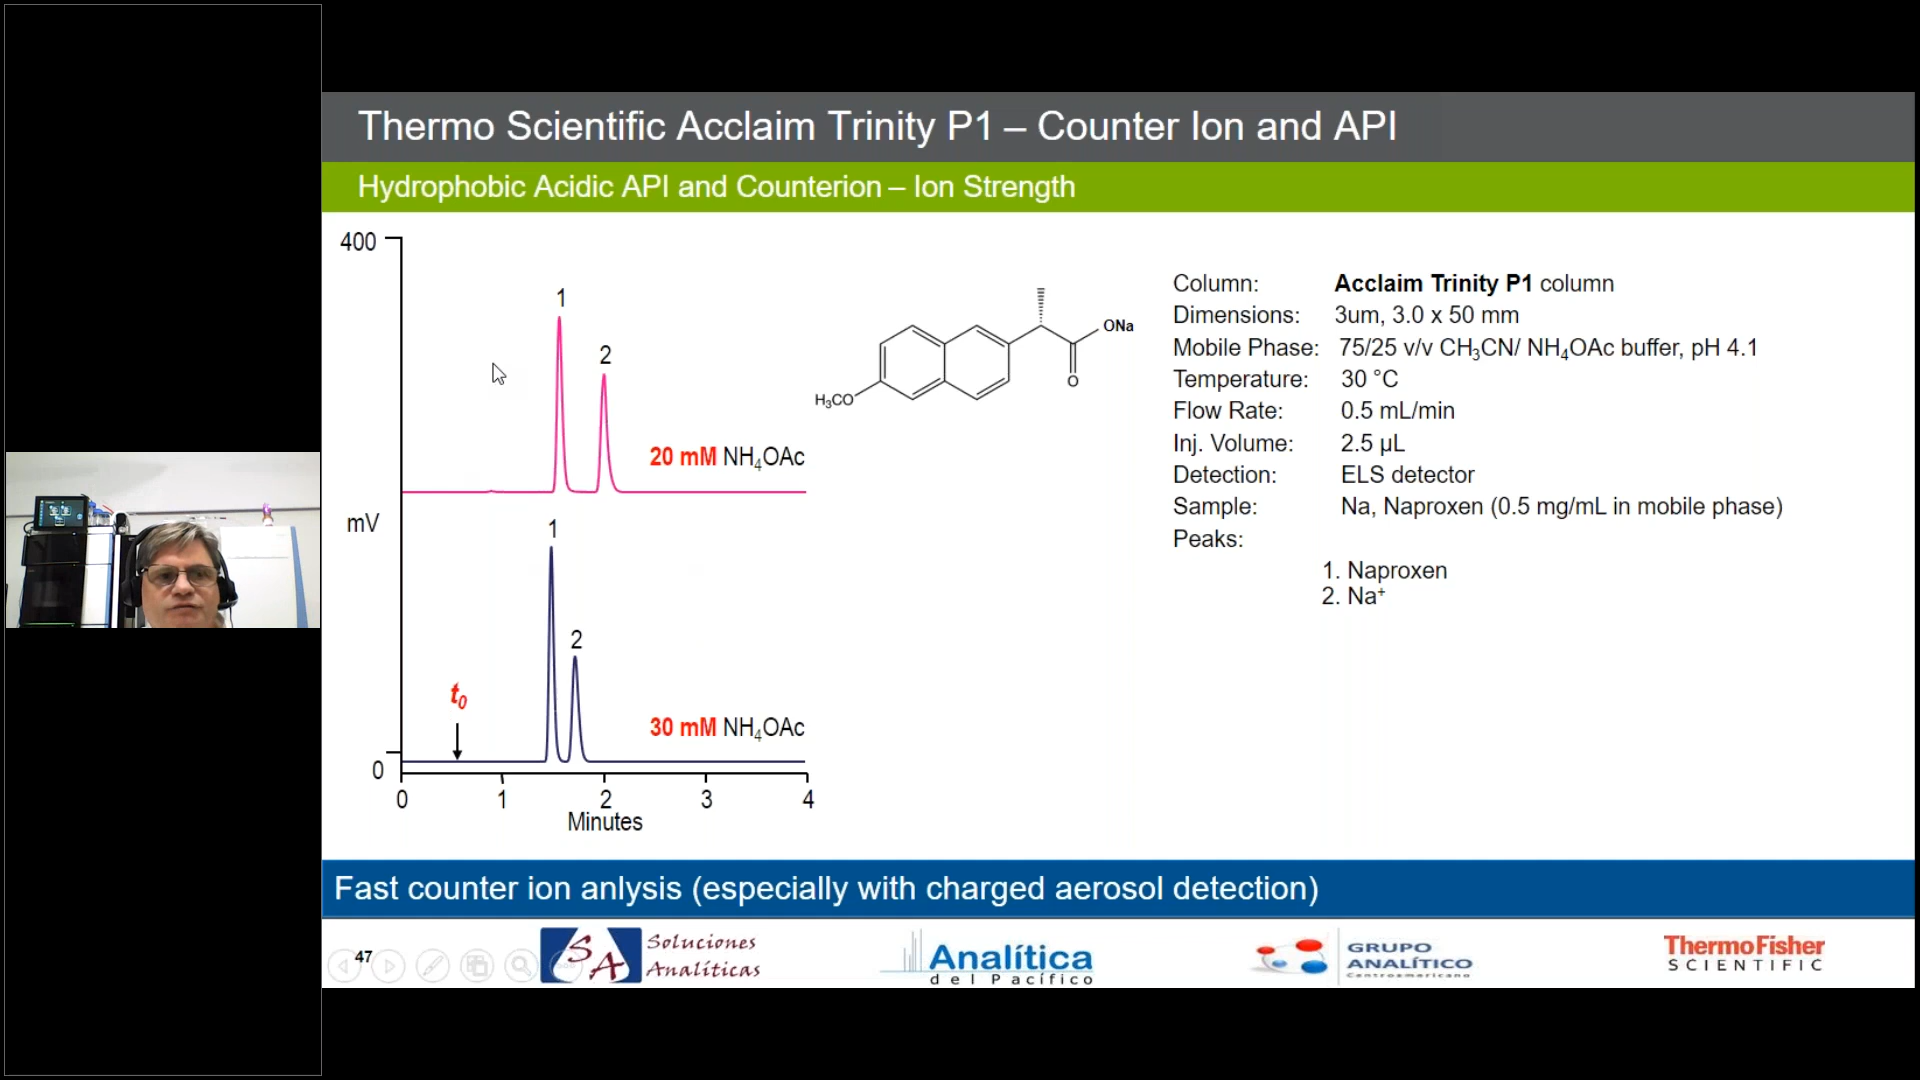 Thermo Scientific Acclaim Trinity P1 – Counter Ion and API
Hydrophobic Acidic API and Counterion – Ion Strength
400
1
2
20 mM NH₄OAc
mV
1
2
t₀
30 mM NH₄OAc
0
0 1 2 3 4
Minutes
ONa
O
H₃CO
Column: Acclaim Trinity P1 column
Dimensions: 3um, 3.0 x 50 mm
Mobile Phase: 75/25 v/v CH₃CN/ NH₄OAc buffer, pH 4.1
Temperature: 30 °C
Flow Rate: 0.5 mL/min
Inj. Volume: 2.5 µL
Detection: ELS detector
Sample: Na, Naproxen (0.5 mg/mL in mobile phase)
Peaks:
1. Naproxen
2. Na⁺
Fast counter ion anlysis (especially with charged aerosol detection)
47
SA
Soluciones
Analíticas
Analítica
del Pacífico
GRUPO
ANALÍTICO
Centroamericano
ThermoFisher
SCIENTIFIC